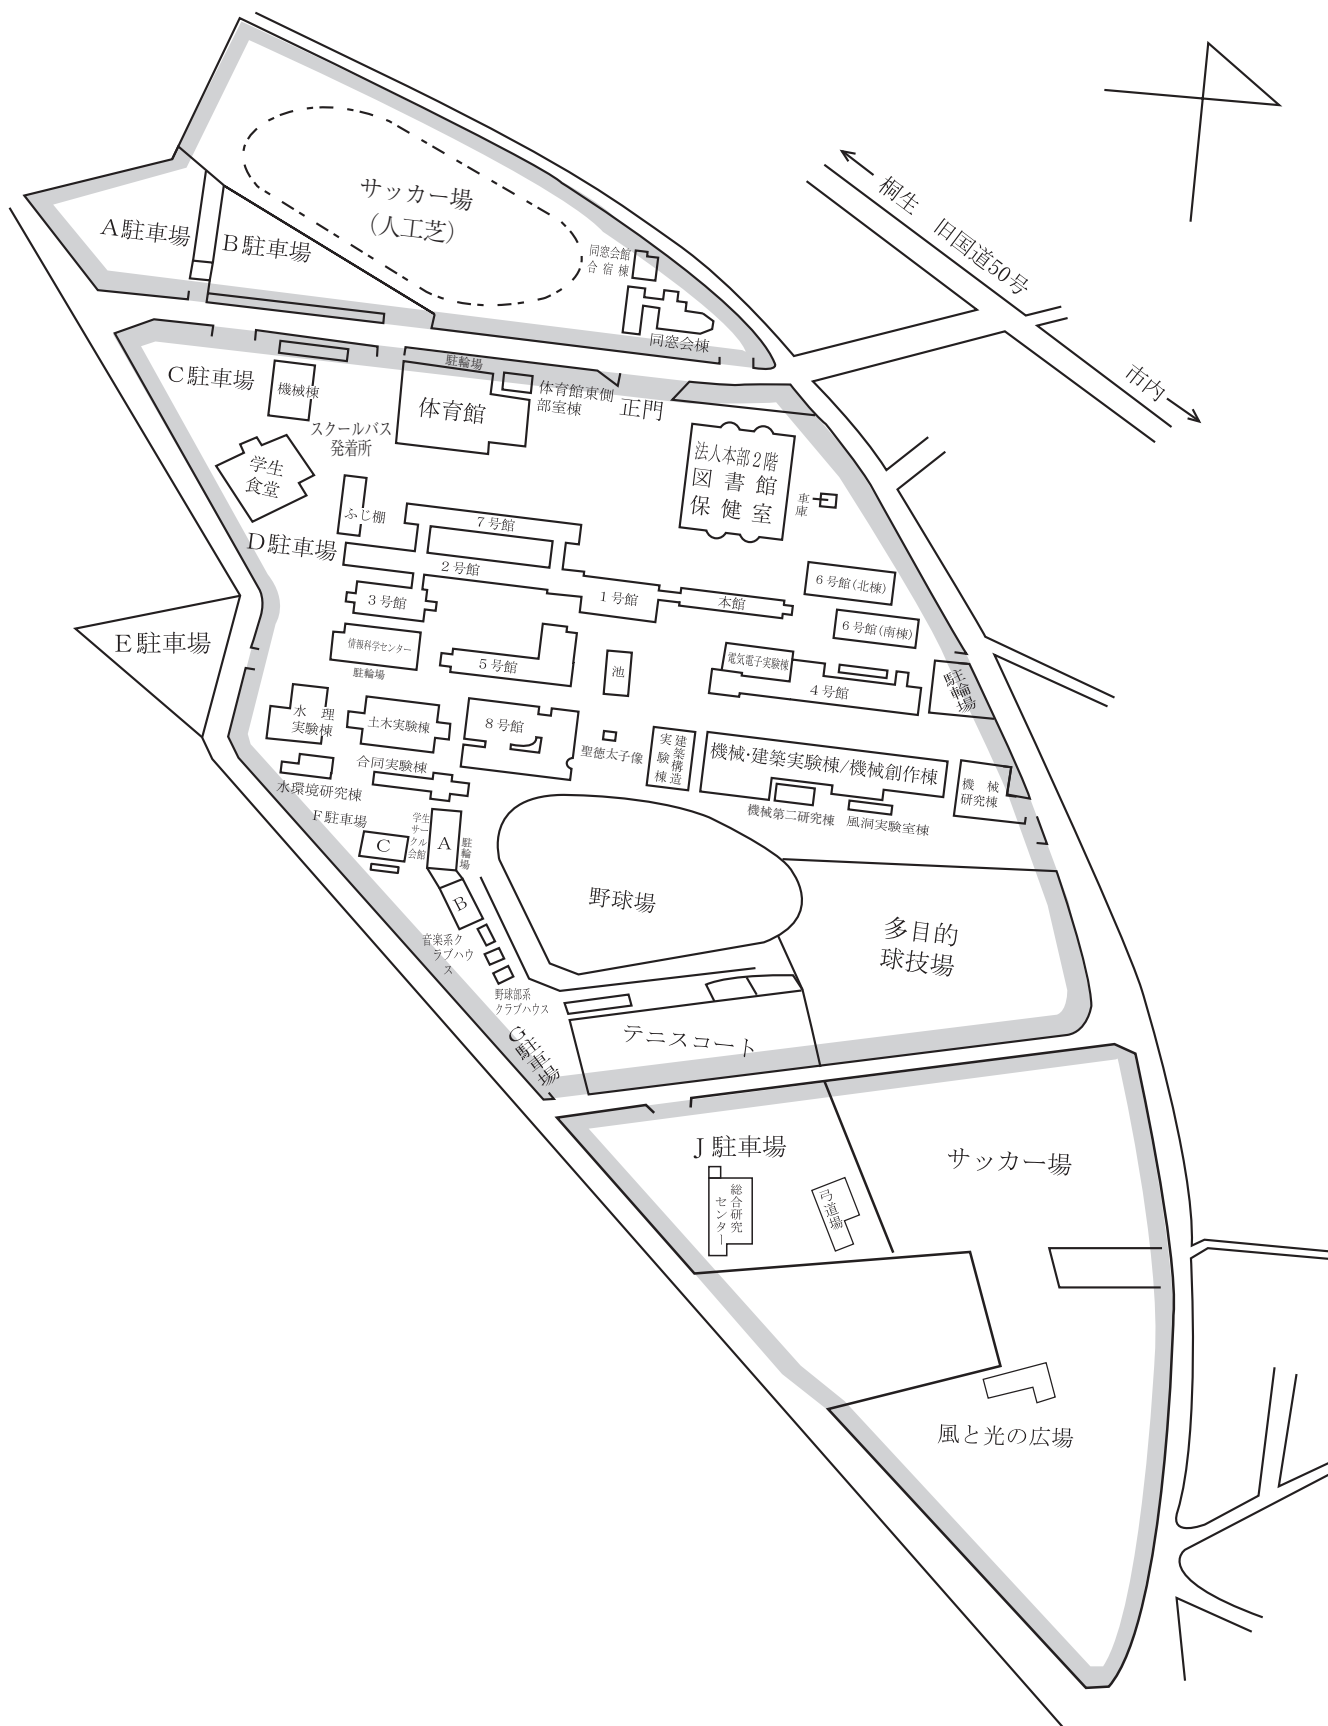 サッカー場
（人工芝）
A駐車場
B駐車場
同窓会館
合宿棟
同窓会棟
桐生　旧国道50号
市内
駐輪場
C駐車場
機械棟
体育館
体育館東側
部室棟
正門
スクールバス
発着所
学生
食堂
法人本部2階
図書館
保健室
車庫
ふじ棚
7号館
D駐車場
2号館
3号館
1号館
本館
6号館(北棟)
6号館(南棟)
E駐車場
情報科学センター
駐輪場
5号館
池
電気電子実験棟
4号館
駐輪場
水理
実験棟
土木実験棟
8号館
聖徳太子像
建築構造
実験棟
機械・建築実験棟/機械創作棟
機械
研究棟
合同実験棟
水環境研究棟
機械第二研究棟
風洞実験室棟
F駐車場
C
学生
サー
クル
会館
A
駐輪場
B
野球場
多目的
球技場
音楽系ク
ラブハウ
ス
野球部系
クラブハウス
G駐車場
テニスコート
J駐車場
サッカー場
総合研究
センター
弓道場
風と光の広場